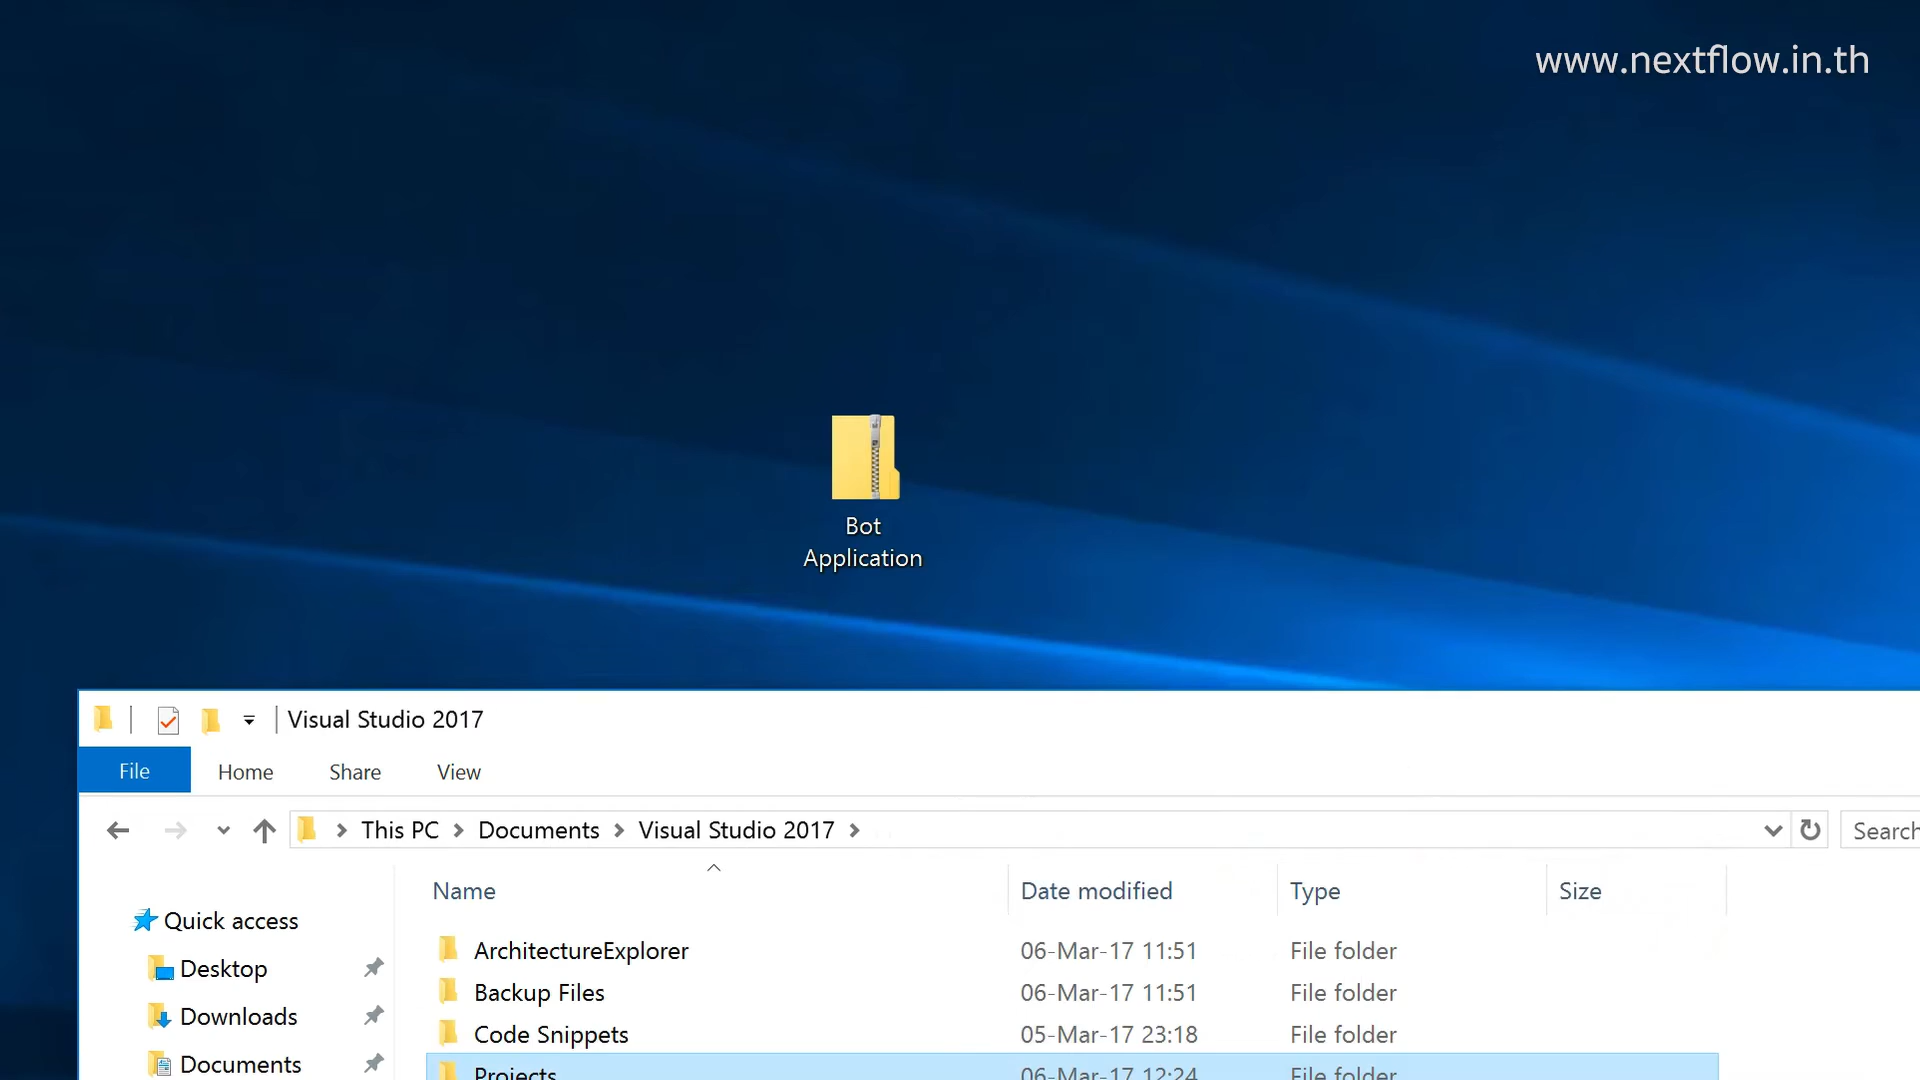 www.nextflow.in.th
Bot
Application
Visual Studio 2017
File Home Share View
This PC Documents Visual Studio 2017
Search
Name Date modified Type Size
Quick access
Desktop
Downloads
Documents
ArchitectureExplorer 06-Mar-17 11:51 File folder
Backup Files 06-Mar-17 11:51 File folder
Code Snippets 05-Mar-17 23:18 File folder
Projects 06-Mar-17 12:24 File folder